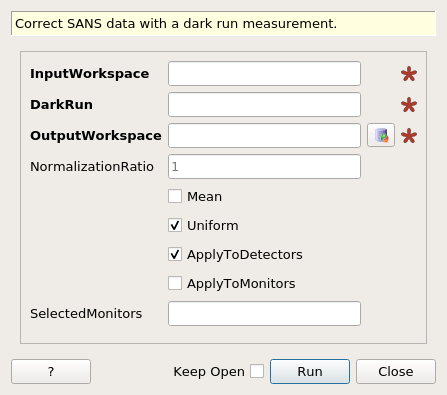 Correct SANS data with a dark run measurement.
InputWorkspace
DarkRun
OutputWorkspace
NormalizationRatio 1
Mean
Uniform
ApplyToDetectors
ApplyToMonitors
SelectedMonitors
? Keep Open Run Close